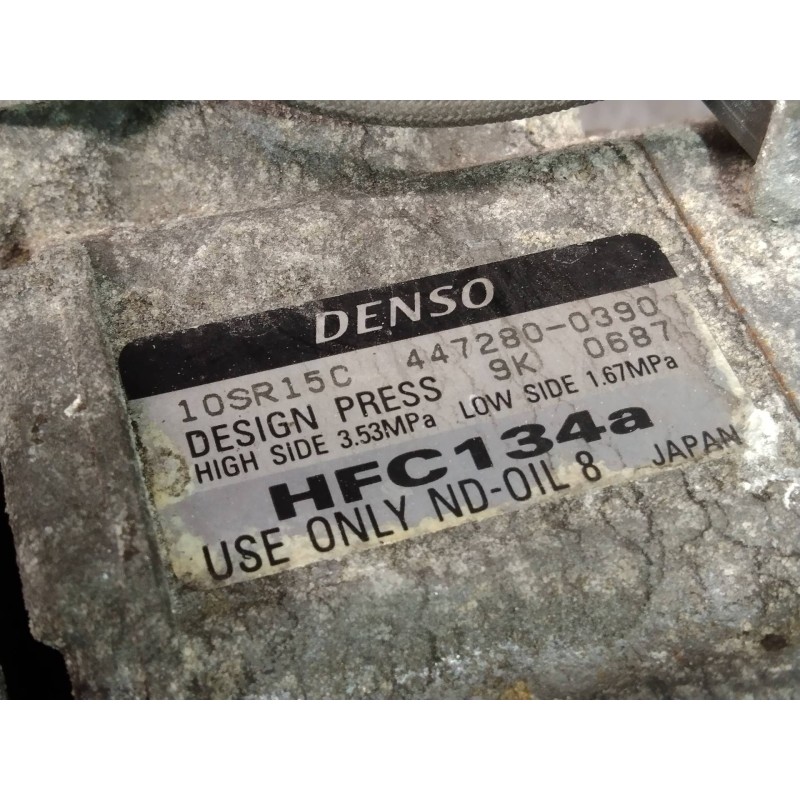 DENSO
10SR15C 447280-0390
DESIGN PRESS 9K 0687
HIGH SIDE 3.53MPa LOW SIDE 1.67MPa
HFC134a
USE ONLY ND-OIL 8 JAPAN